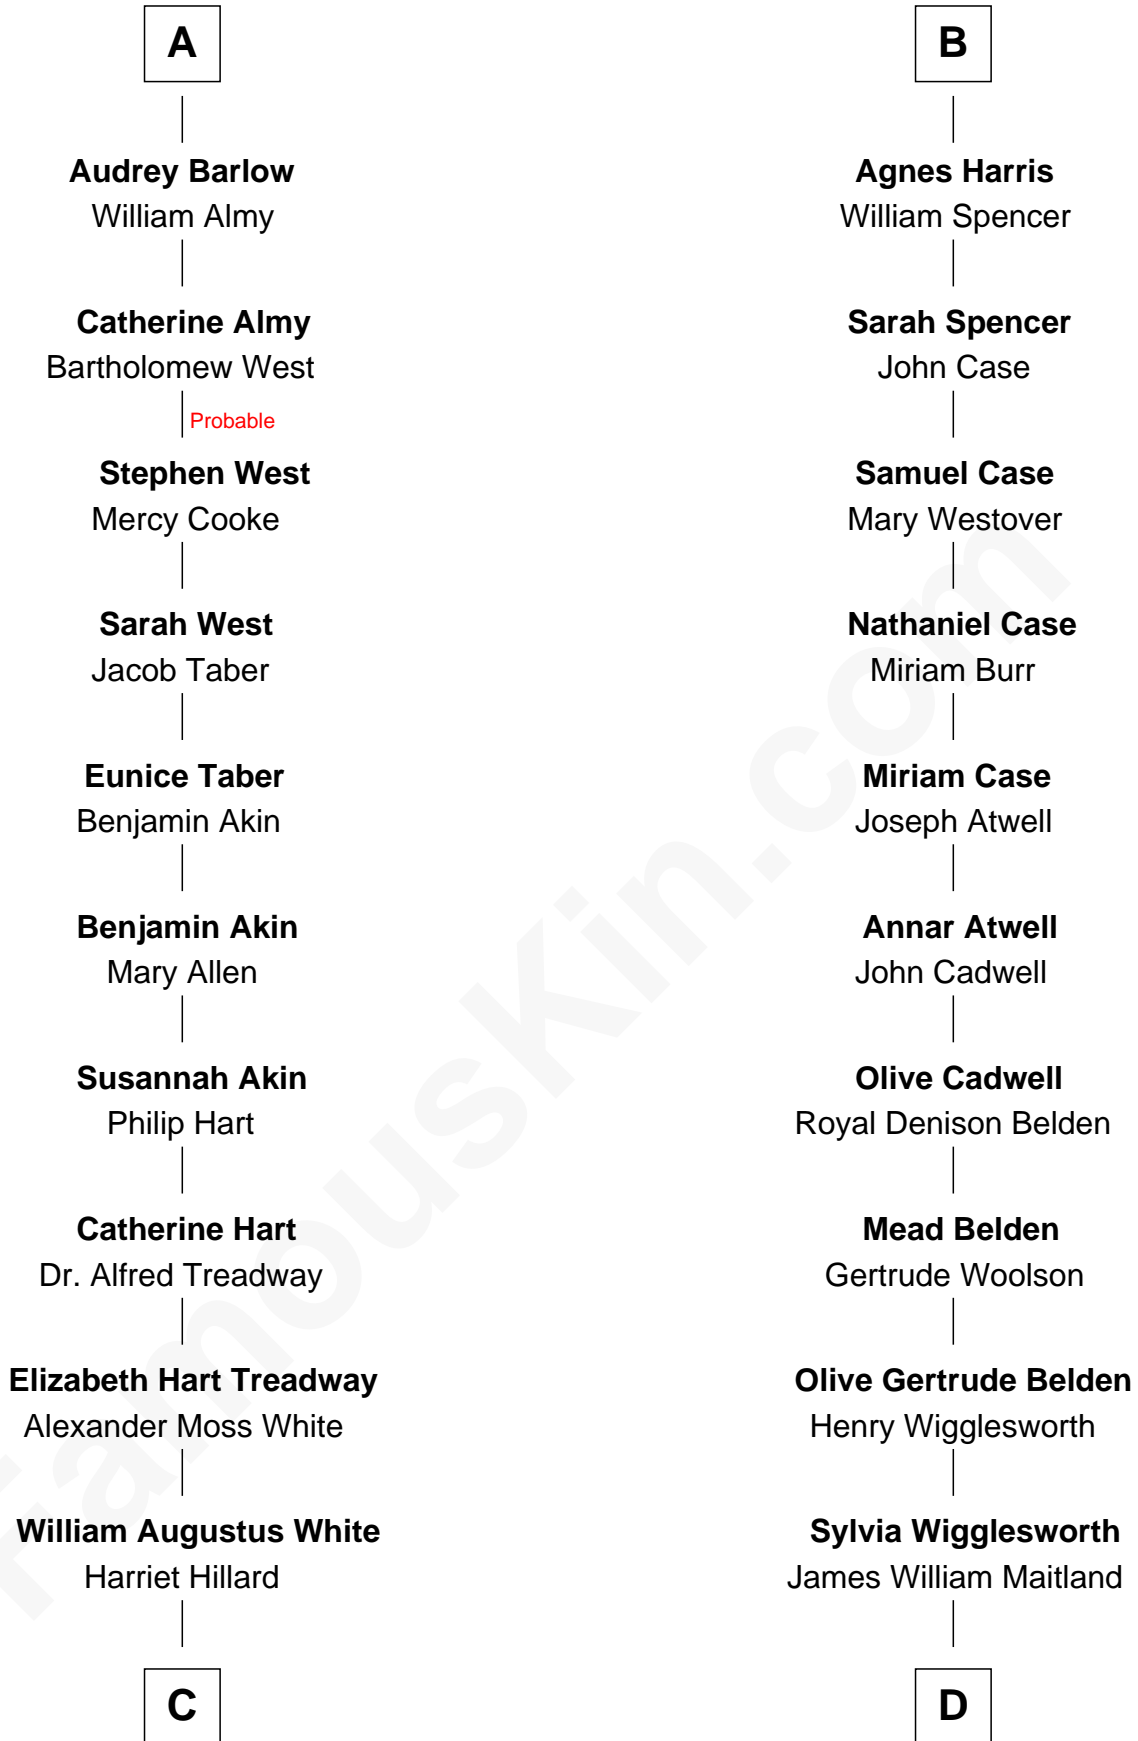 A
Audrey Barlow
William Almy
Catherine Almy
Bartholomew West
Probable
Stephen West
Mercy Cooke
Sarah West
Jacob Taber
Eunice Taber
Benjamin Akin
Benjamin Akin
Mary Allen
Susannah Akin
Philip Hart
Catherine Hart
Dr. Alfred Treadway
Elizabeth Hart Treadway
Alexander Moss White
William Augustus White
Harriet Hillard
C
B
Agnes Harris
William Spencer
Sarah Spencer
John Case
Samuel Case
Mary Westover
Nathaniel Case
Miriam Burr
Miriam Case
Joseph Atwell
Annar Atwell
John Cadwell
Olive Cadwell
Royal Denison Belden
Mead Belden
Gertrude Woolson
Olive Gertrude Belden
Henry Wigglesworth
Sylvia Wigglesworth
James William Maitland
D
FamousKin.com